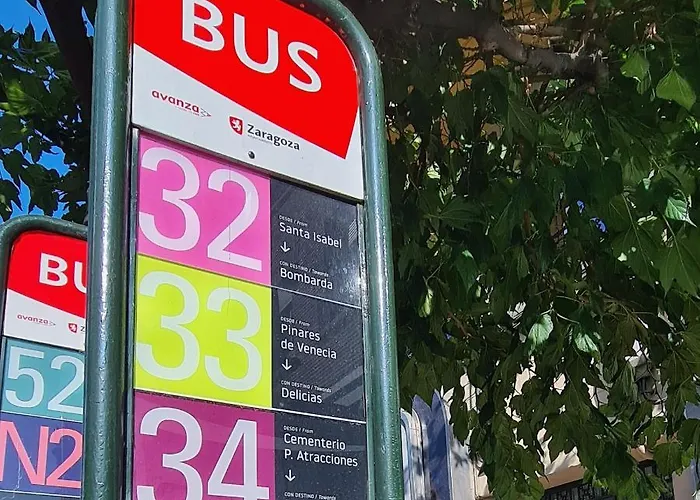 BUS
avanza
Zaragoza
32
DESDE / From
Santa Isabel
CON DESTINO / Towards
Bombarda
33
DESDE / From
Pinares
de Venecia
CON DESTINO / Towards
Delicias
34
DESDE / From
Cementerio
P. Atracciones
CON DESTINO / Towards
BU
avanza
Z
52
N2